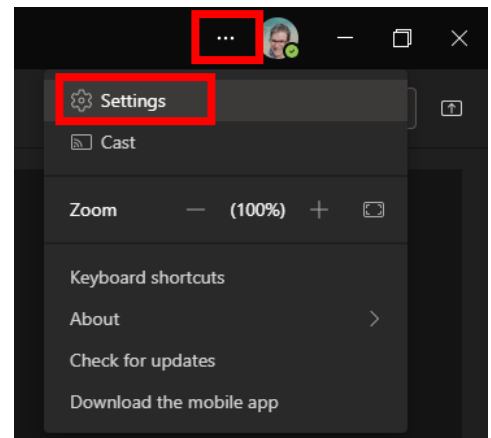 Settings
Cast
Zoom (100%)
Keyboard shortcuts
About
Check for updates
Download the mobile app